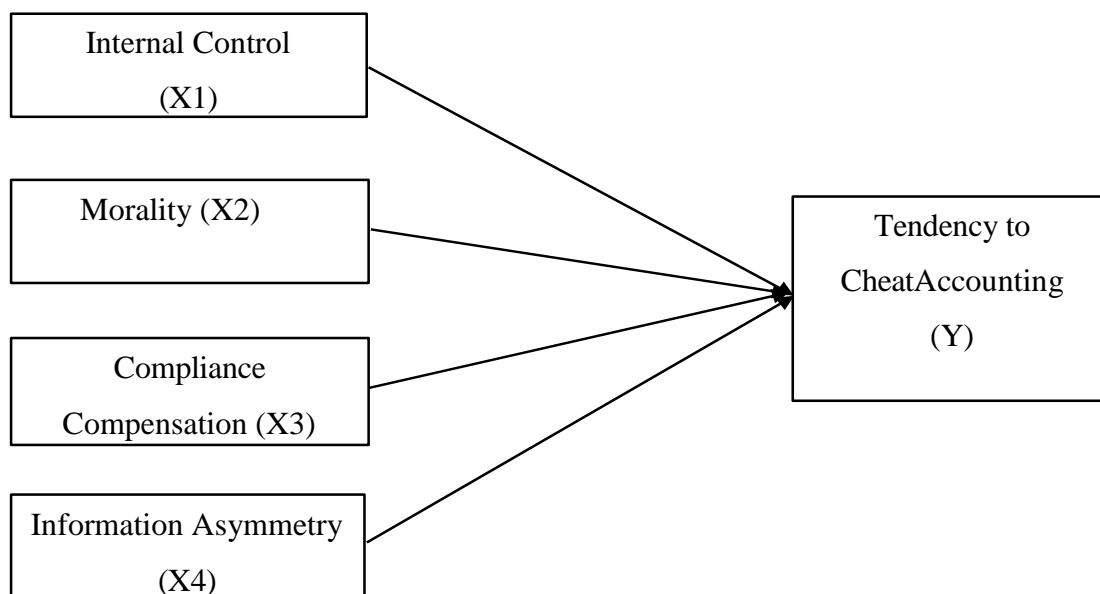 Internal Control
(X1)
Morality (X2)
Compliance
Compensation (X3)
Information Asymmetry
(X4)
Tendency to
CheatAccounting
(Y)